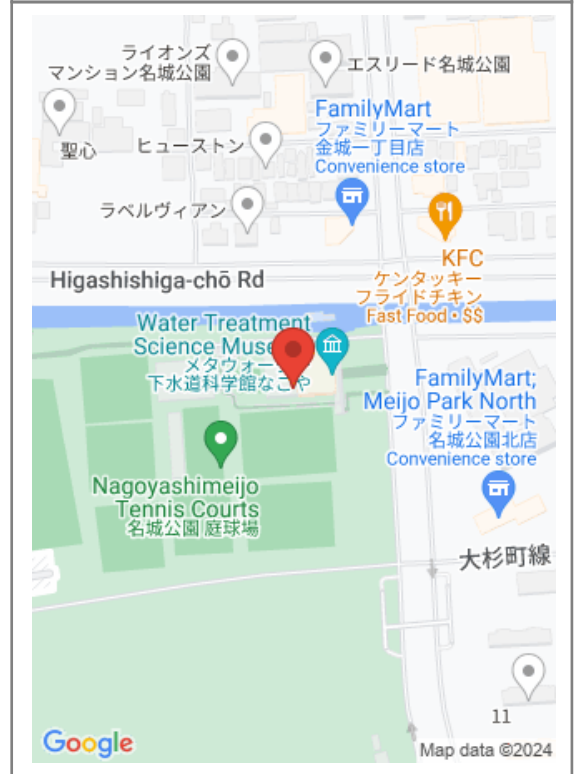 ライオンズ
マンション名城公園
エスリード名城公園
FamilyMart
ファミリーマート
金城一丁目店
Convenience store
聖心
ヒューストン
ラベルヴィアン
KFC
ケンタッキー
フライドチキン
Fast Food • $$
Higashishiga-chō Rd
Water Treatment
Science
メタウォー
下水道科学館なごや
FamilyMart;
Meijo Park North
ファミリーマート
名城公園北店
Convenience store
Nagoyashimeijo
Tennis Courts
名城公園 庭球場
大杉町線
11
Google
Map data ©2024